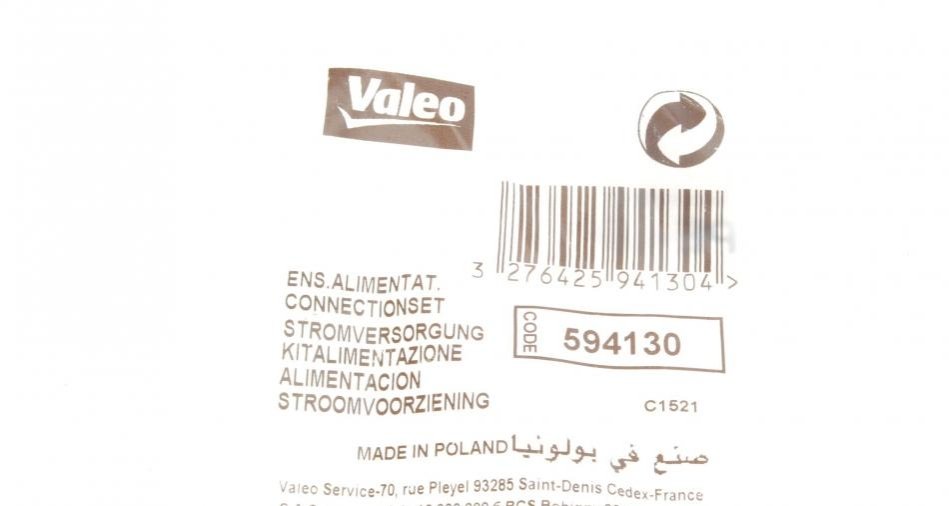 Valeo
3 276425 941304 >
ENS.ALIMENTAT.
CONNECTIONSET
STROMVERSORGUNG
KITALIMENTAZIONE
ALIMENTACION
STROOMVOORZIENING
CODE 594130
C1521
MADE IN POLAND صنع في بولونيا
Valeo Service-70, rue Pleyel 93285 Saint-Denis Cedex-France